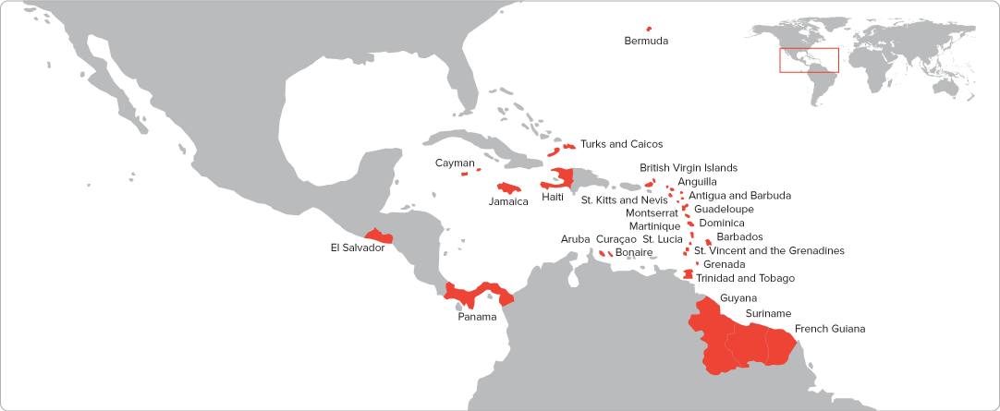 Bermuda
Turks and Caicos
Cayman
British Virgin Islands
Anguilla
Jamaica
Haiti
St. Kitts and Nevis
Antigua and Barbuda
Guadeloupe
Montserrat
Martinique
Dominica
Aruba
Curaçao
St. Lucia
Barbados
El Salvador
Bonaire
St. Vincent and the Grenadines
Grenada
Trinidad and Tobago
Guyana
Panama
Suriname
French Guiana